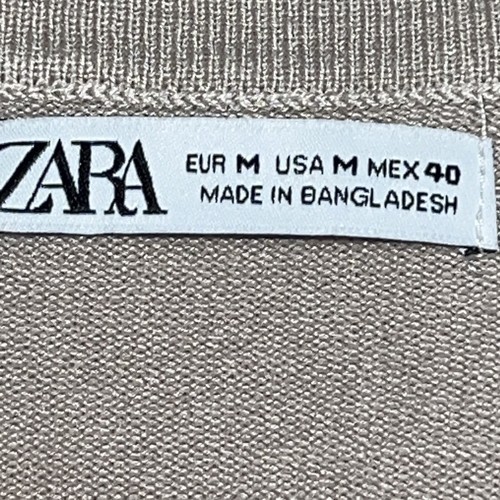 ZARA
EUR M USA M MEX 40
MADE IN BANGLADESH